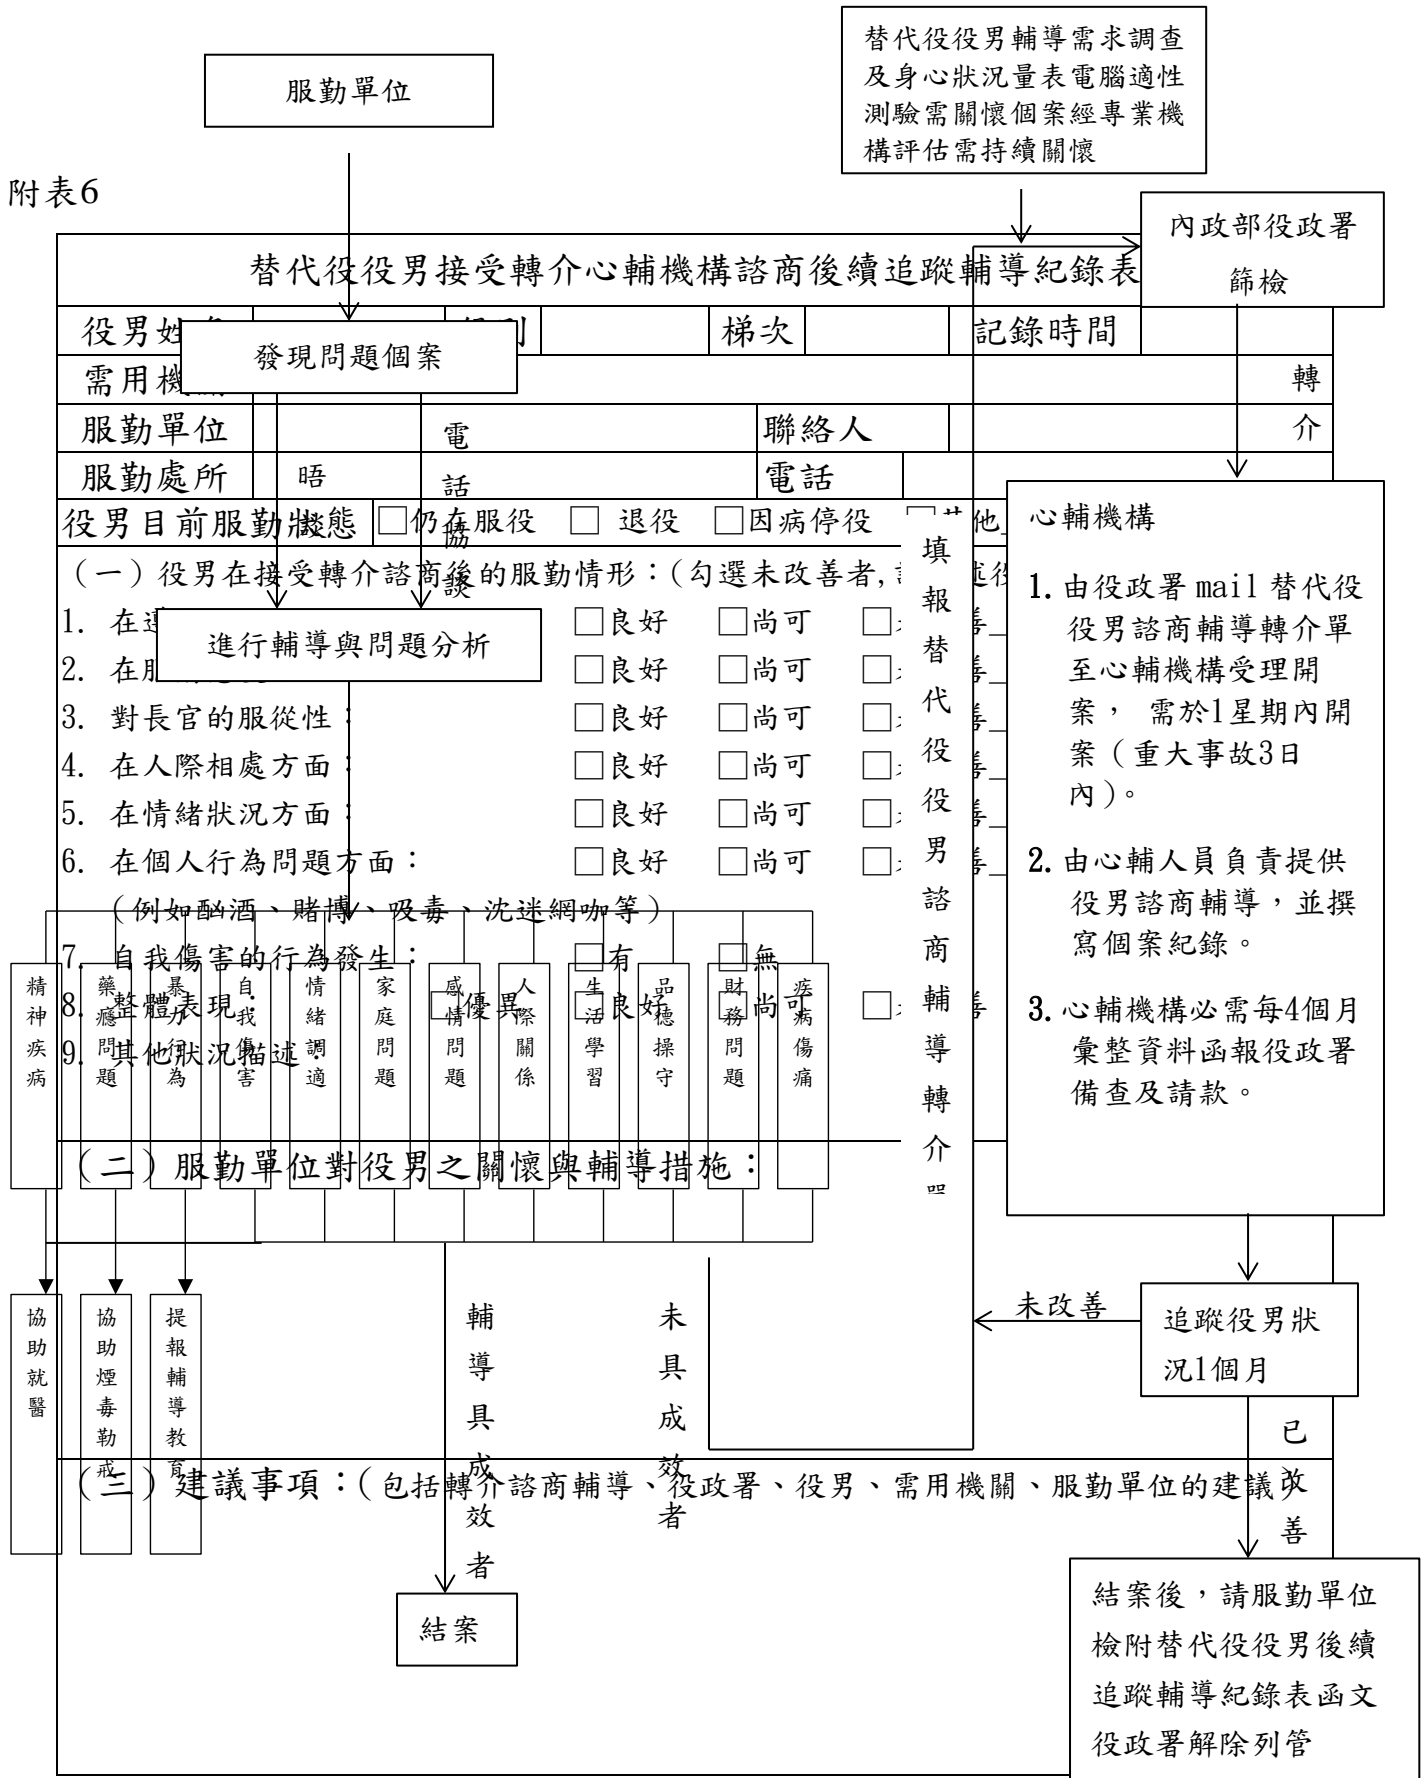 替代役役男輔導需求調查
及身心狀況量表電腦適性
測驗需關懷個案經專業機
構評估需持續關懷
服勤單位
附表6
內政部役政署
篩檢
替代役役男接受轉介心輔機構諮商後續追蹤輔導紀錄表
役男姓
梯次
記錄時間
發現問題個案
需用機
轉介
服勤單位
聯絡人
服勤處所
電話
晤談
電話協談
役男目前服勤狀態 □仍在服役 □ 退役 □因病停役 □其他
(一)役男在接受轉介諮商後的服勤情形:(勾選未改善者,
1. 在 □良好 □尚可 □ 善
進行輔導與問題分析
2. 在服 □良好 □尚可 □ 善
3. 對長官的服從性: □良好 □尚可 □ 善
4. 在人際相處方面: □良好 □尚可 □ 善
5. 在情緒狀況方面: □良好 □尚可 □ 善
6. 在個人行為問題方面: □良好 □尚可 □ 善
(例如酗酒、賭博、吸毒、沈迷網咖等)
7. 自我傷害的行為發生: □有 □無
8. 整體表現: □優異 □良好 □尚可 □ 善
9. 其他狀況描述:
精神疾病
藥癮問題
暴力行為
自我傷害
情緒調適
家庭問題
感情問題
人際關係
生活學習
品德操守
財務問題
疾病傷痛
填報替代役役男諮商輔導轉介單
心輔機構
1. 由役政署 mail 替代役
役男諮商輔導轉介單
至心輔機構受理開
案, 需於1星期內開
案(重大事故3日
內)。
2. 由心輔人員負責提供
役男諮商輔導,並撰
寫個案紀錄。
3. 心輔機構必需每4個月
彙整資料函報役政署
備查及請款。
(二)服勤單位對役男之關懷與輔導措施:
協助就醫
協助煙毒勒戒
提報輔導教育
輔導具成效者
未具成效者
未改善
追蹤役男狀
況1個月
已改善
(三)建議事項:(包括轉介諮商輔導、役政署、役男、需用機關、服勤單位的建議)
結案
結案後,請服勤單位
檢附替代役役男後續
追蹤輔導紀錄表函文
役政署解除列管